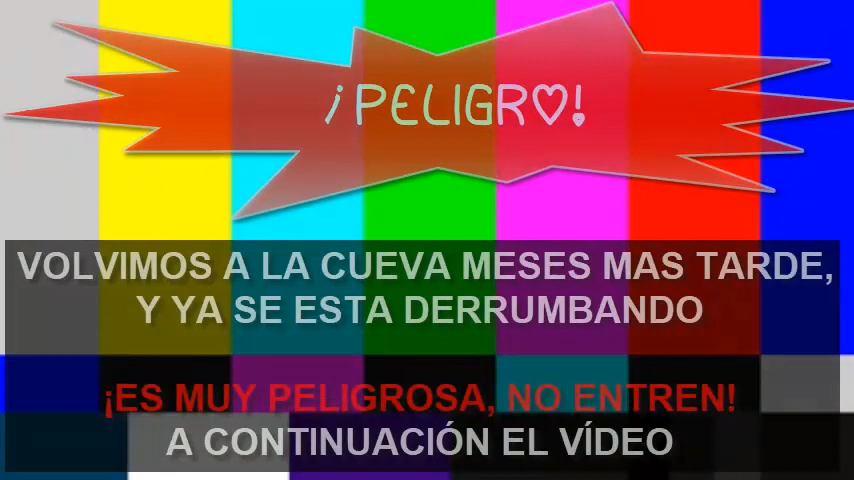 ¡PELIGRO!
VOLVIMOS A LA CUEVA MESES MAS TARDE,
Y YA SE ESTA DERRUMBANDO
¡ES MUY PELIGROSA, NO ENTREN!
A CONTINUACIÓN EL VÍDEO